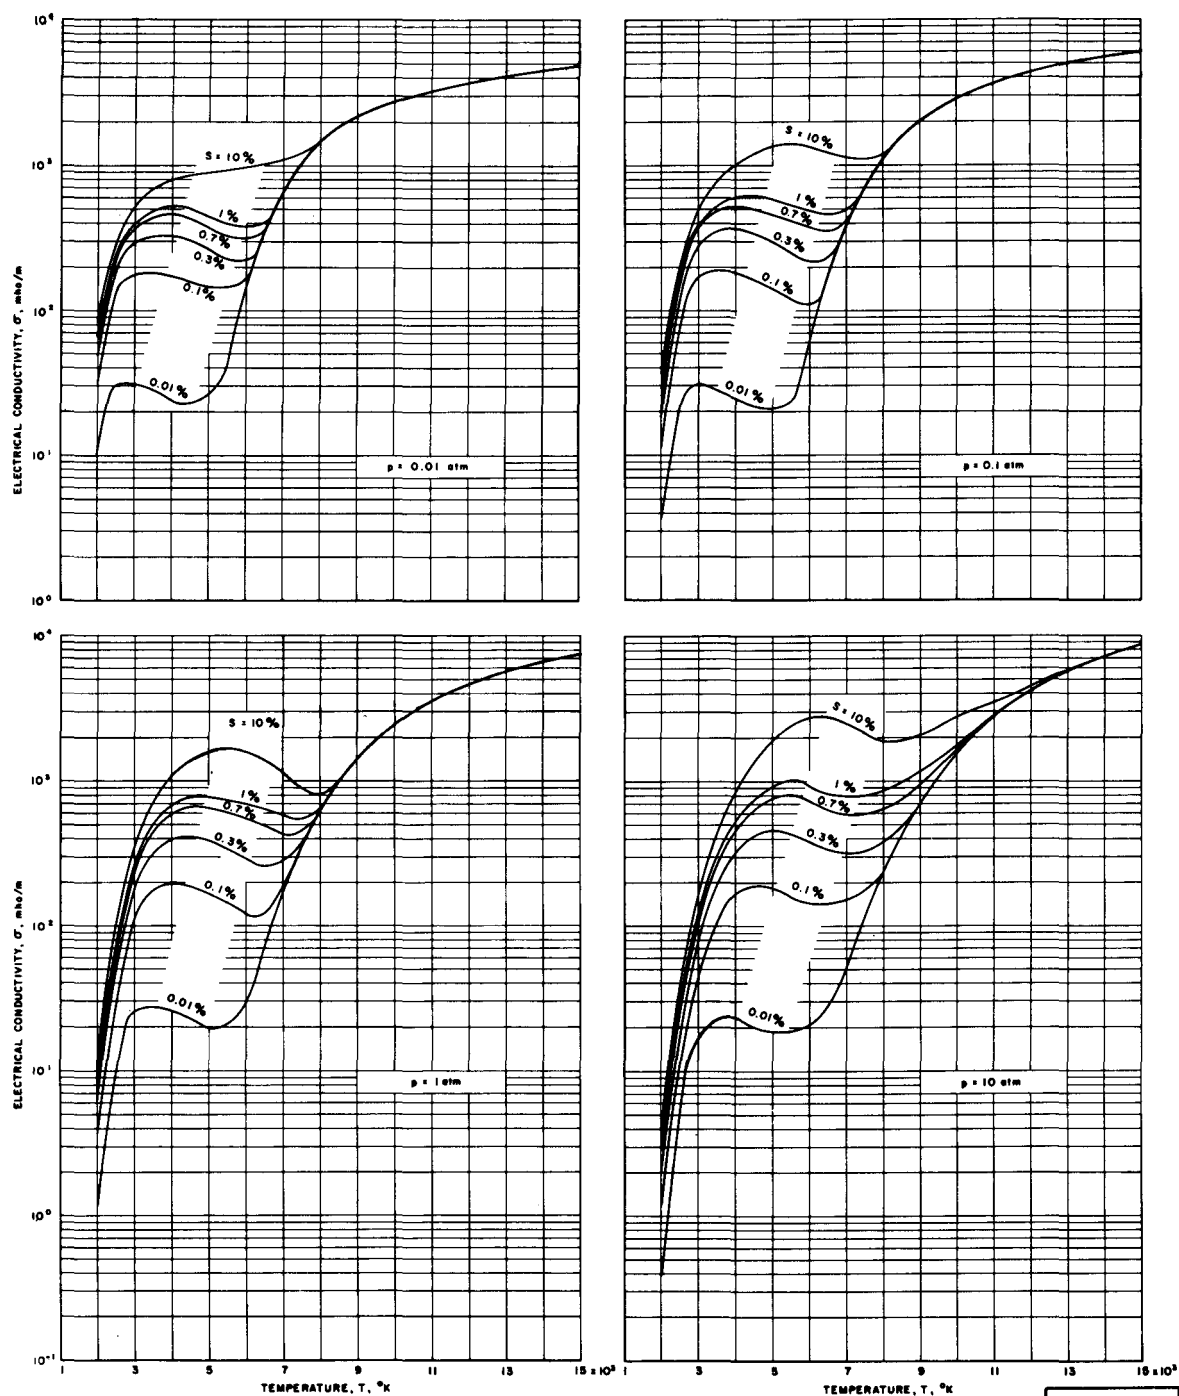 10⁴
10³
10²
10¹
10⁰
ELECTRICAL CONDUCTIVITY, σ, mho/m
S = 10%
1%
0.7%
0.3%
0.1%
0.01%
p = 0.01 atm
S = 10%
1%
0.7%
0.3%
0.1%
0.01%
p = 0.1 atm
10⁴
10³
10²
10¹
10⁰
10⁻¹
ELECTRICAL CONDUCTIVITY, σ, mho/m
S = 10%
1%
0.7%
0.3%
0.1%
0.01%
p = 1 atm
1 3 5 7 9 11 13 15 x 10³
TEMPERATURE, T, °K
S = 10%
1%
0.7%
0.3%
0.1%
0.01%
p = 10 atm
1 3 5 7 9 11 13 15 x 10³
TEMPERATURE, T, °K